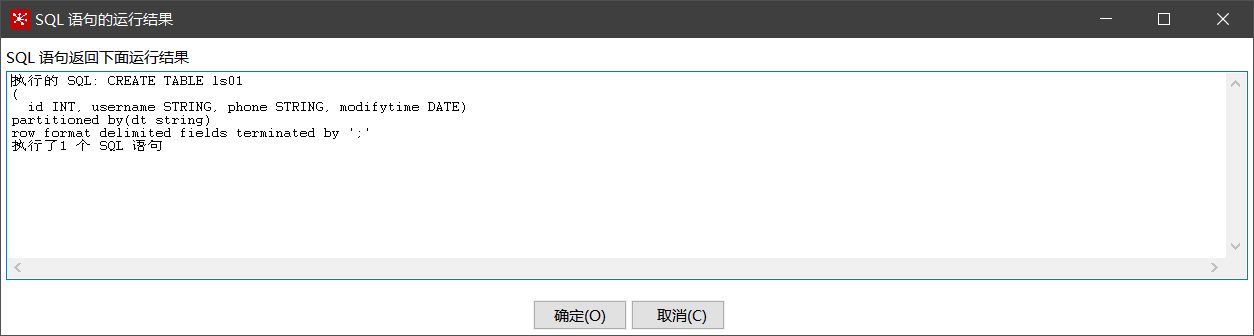 SQL 语句的运行结果
SQL 语句返回下面运行结果
执行的 SQL: CREATE TABLE ls01
(
  id INT, username STRING, phone STRING, modifytime DATE)
partitioned by(dt string)
row format delimited fields terminated by ';'
执行了1 个 SQL 语句
确定(O) 取消(C)